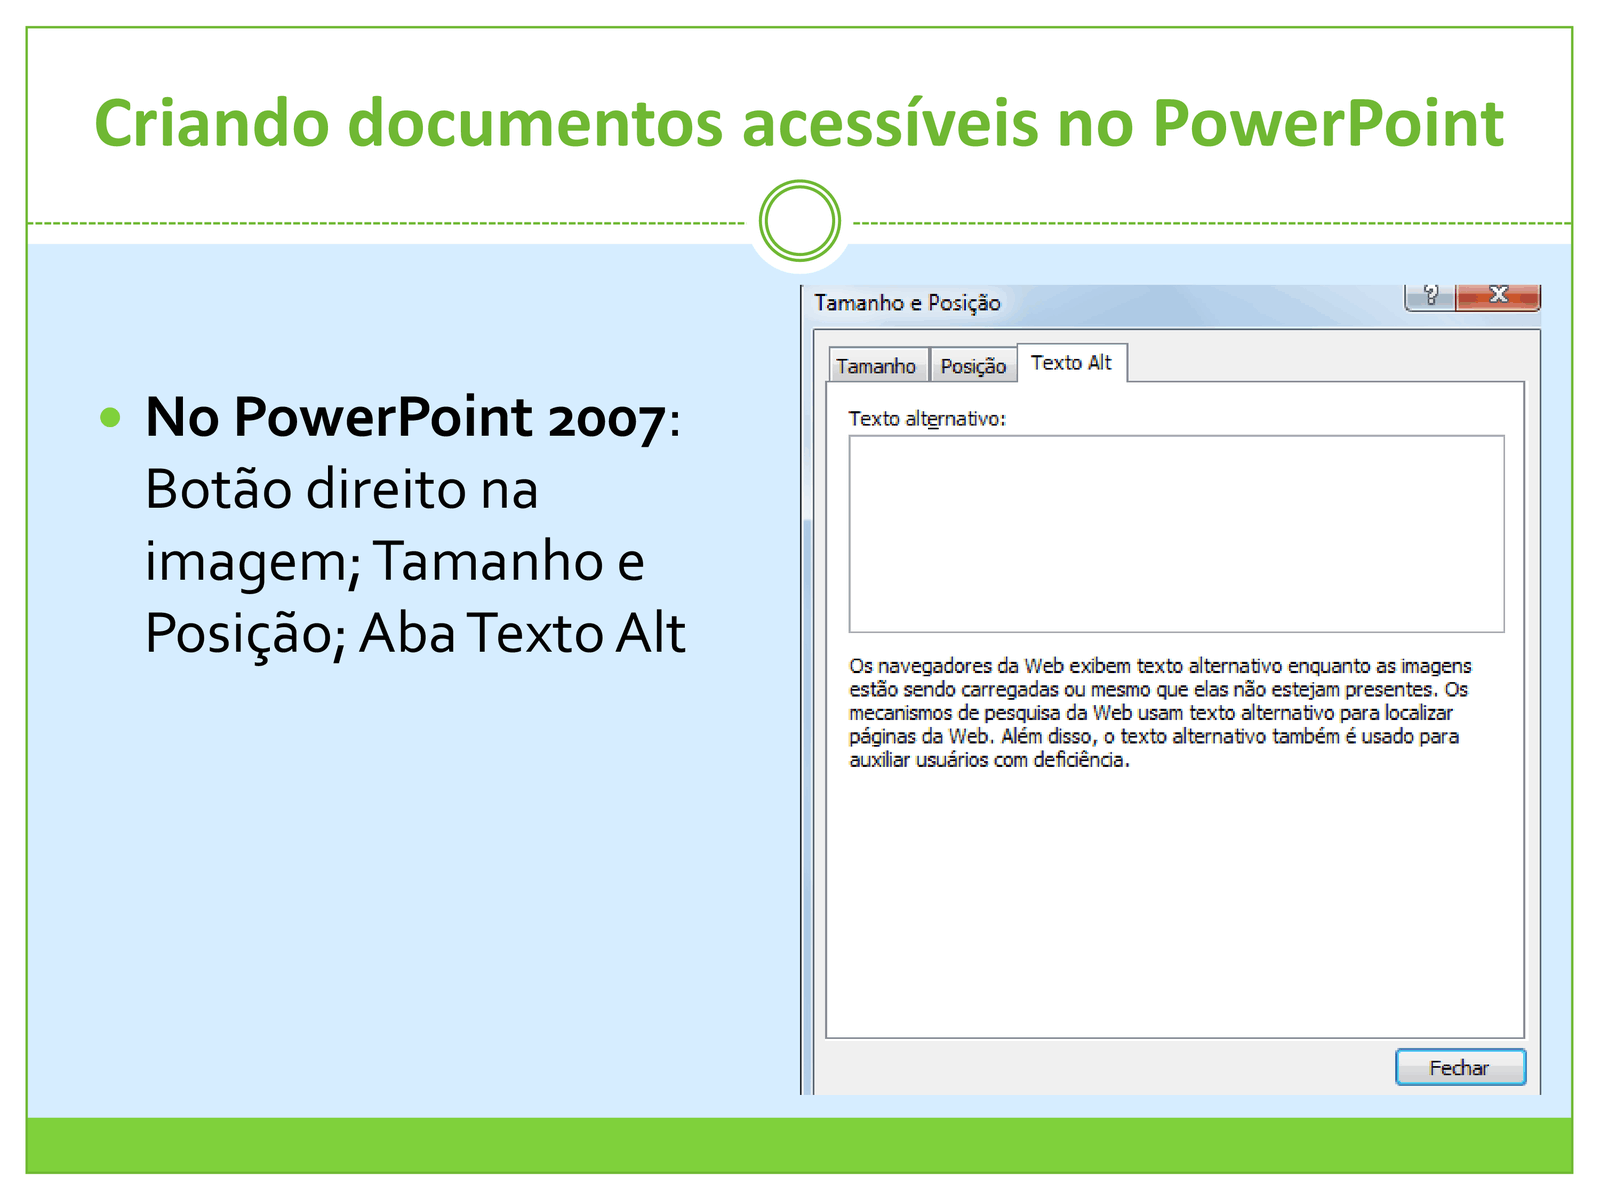 Criando documentos acessíveis no PowerPoint
• No PowerPoint 2007:
Botão direito na
imagem; Tamanho e
Posição; Aba Texto Alt
Tamanho e Posição
? X
Tamanho Posição Texto Alt
Texto alternativo:
Os navegadores da Web exibem texto alternativo enquanto as imagens
estão sendo carregadas ou mesmo que elas não estejam presentes. Os
mecanismos de pesquisa da Web usam texto alternativo para localizar
páginas da Web. Além disso, o texto alternativo também é usado para
auxiliar usuários com deficiência.
Fechar